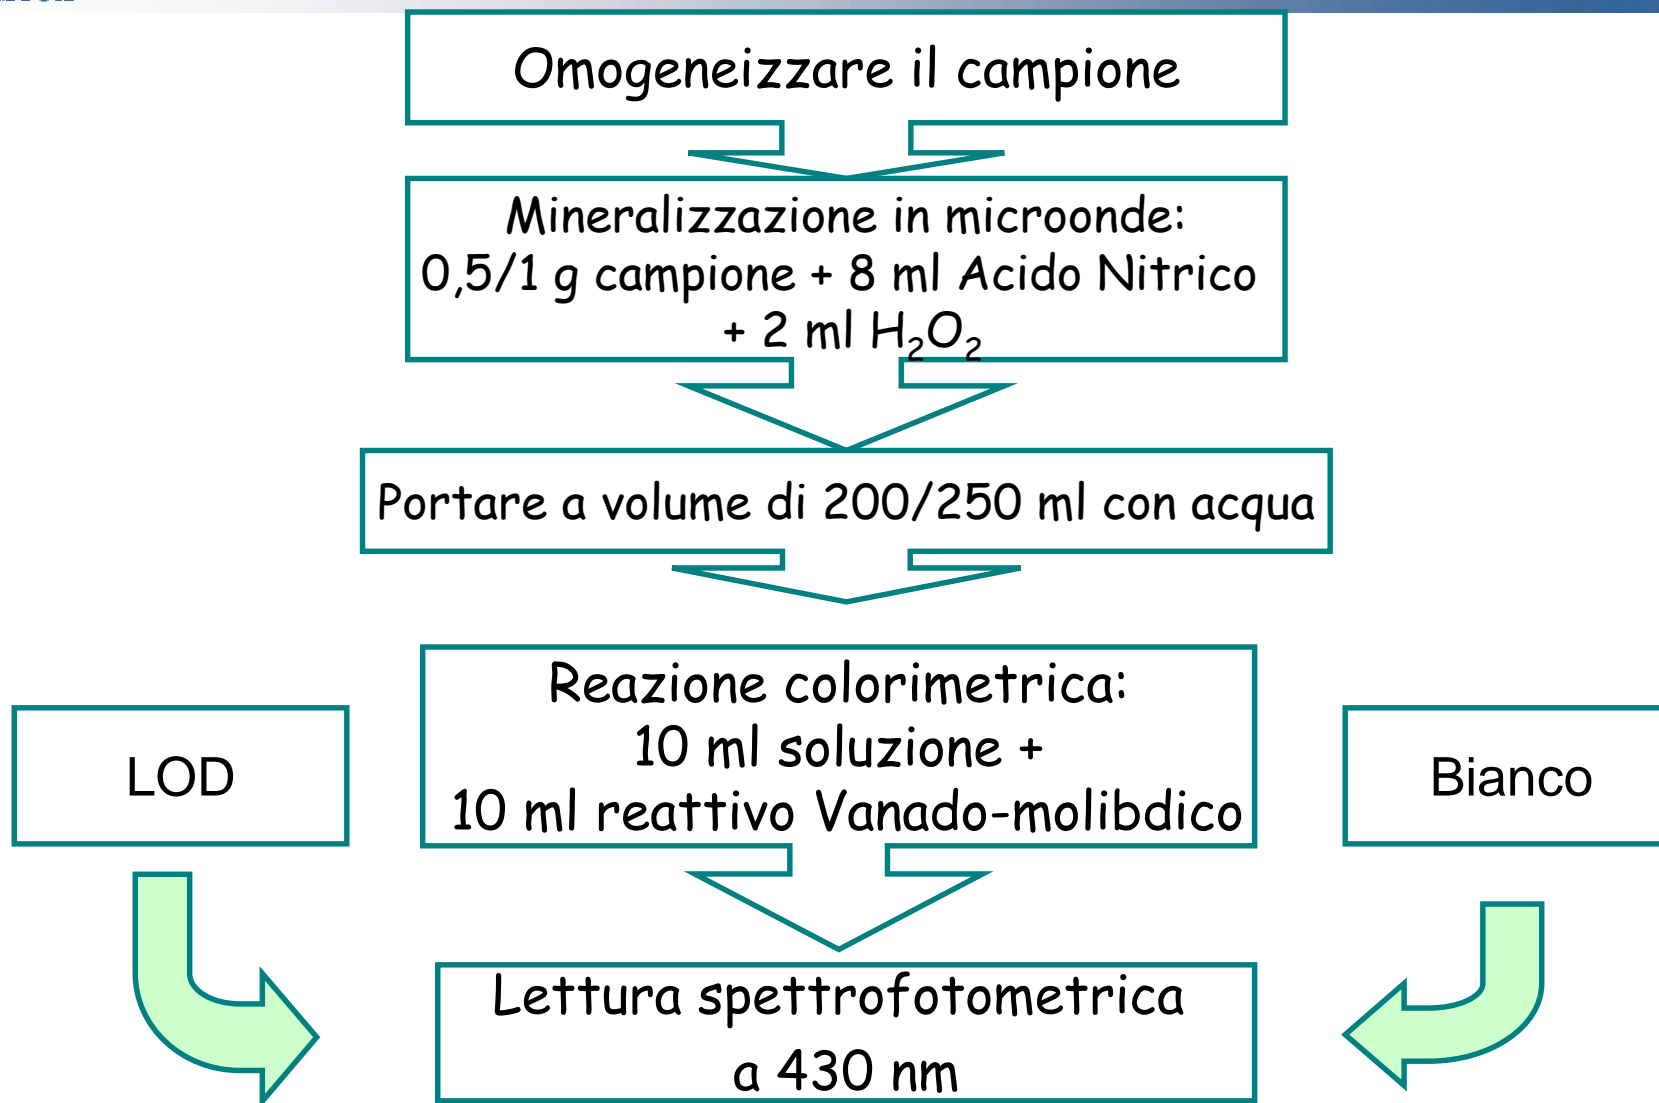 Omogeneizzare il campione
Mineralizzazione in microonde:
0,5/1 g campione + 8 ml Acido Nitrico
+ 2 ml H₂O₂
Portare a volume di 200/250 ml con acqua
Reazione colorimetrica:
10 ml soluzione +
10 ml reattivo Vanado-molibdico
LOD
Bianco
Lettura spettrofotometrica
a 430 nm